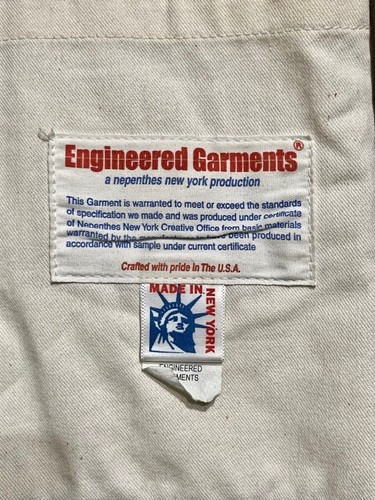 Engineered Garments®
a nepenthes new york production
This Garment is warranted to meet or exceed the standards
of specification we made and was produced under certificate
of Nepenthes New York Creative Office from basic materials
warranted by the to have been produced in
accordance with sample under current certificate
Crafted with pride in The U.S.A.
MADE IN
NEW YORK